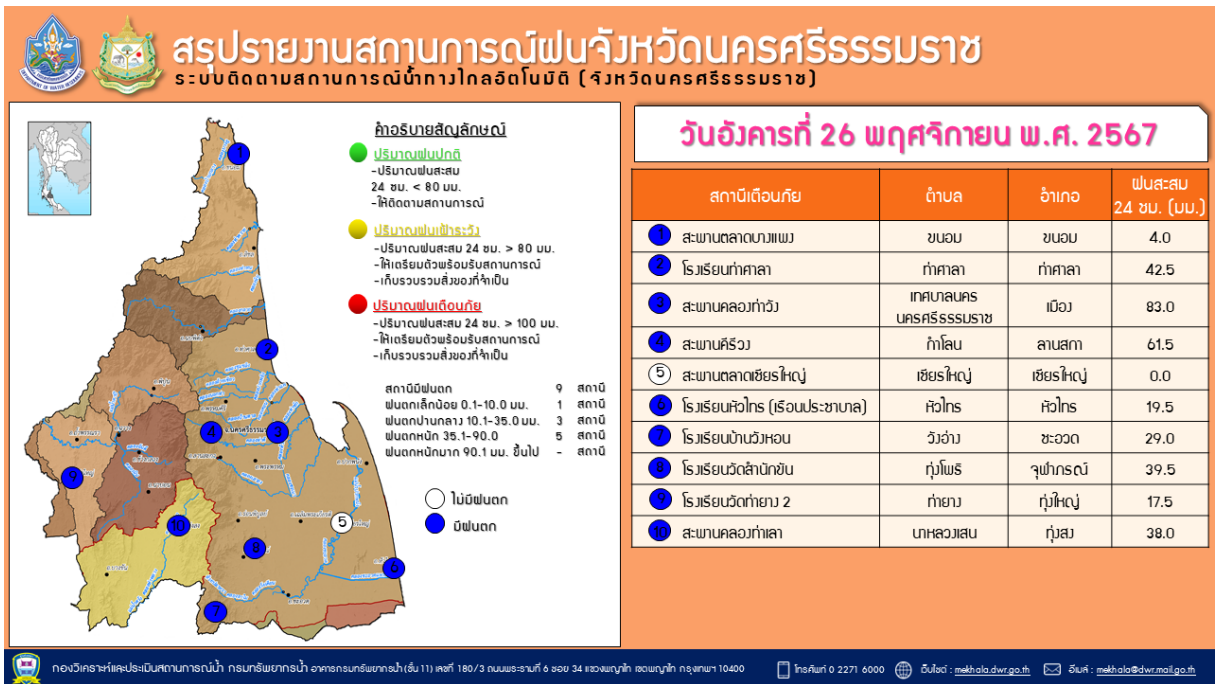 สรุปรายงานสถานการณ์ฝนจังหวัดนครศรีธรรมราช
ระบบติดตามสถานการณ์น้ำทางไกลอัตโนมัติ (จังหวัดนครศรีธรรมราช)
คำอธิบายสัญลักษณ์
ปริมาณฝนปกติ
-ปริมาณฝนสะสม
24 ชม. < 80 มม.
-ให้ติดตามสถานการณ์
ปริมาณฝนเฝ้าระวัง
-ปริมาณฝนสะสม 24 ชม. > 80 มม.
-ให้เตรียมตัวพร้อมรับสถานการณ์
-เก็บรวบรวมสิ่งของที่จำเป็น
ปริมาณฝนเตือนภัย
-ปริมาณฝนสะสม 24 ชม. > 100 มม.
-ให้เตรียมตัวพร้อมรับสถานการณ์
-เก็บรวบรวมสิ่งของที่จำเป็น
สถานีมีฝนตก 9 สถานี
ฝนตกเล็กน้อย 0.1-10.0 มม. 1 สถานี
ฝนตกปานกลาง 10.1-35.0 มม. 3 สถานี
ฝนตกหนัก 35.1-90.0 5 สถานี
ฝนตกหนักมาก 90.1 มม. ขึ้นไป - สถานี
ไม่มีฝนตก
มีฝนตก
1
2
4
3
9
10
5
8
6
7
วันอังคารที่ 26 พฤศจิกายน พ.ศ. 2567
สถานีเตือนภัย ตำบล อำเภอ ฝนสะสม
24 ชม. (มม.)
1 สะพานตลาดบางแพง ขนอม ขนอม 4.0
2 โรงเรียนท่าศาลา ท่าศาลา ท่าศาลา 42.5
3 สะพานคลองท่าวัง เทศบาลนคร
นครศรีธรรมราช เมือง 83.0
4 สะพานคีรีวง กำโลน ลานสกา 61.5
5 สะพานตลาดเชียรใหญ่ เชียรใหญ่ เชียรใหญ่ 0.0
6 โรงเรียนหัวไทร (เรือนประชาบาล) หัวไทร หัวไทร 19.5
7 โรงเรียนบ้านวังหอน วังอ่าง ชะอวด 29.0
8 โรงเรียนวัดสำนักขัน ทุ่งโพธิ จุฬาภรณ์ 39.5
9 โรงเรียนวัดท่ายาง 2 ท่ายาง ทุ่งใหญ่ 17.5
10 สะพานคลองท่าเลา นาหลวงเสน ทุ่งสง 38.0
กองวิเคราะห์และประเมินสถานการณ์น้ำ กรมทรัพยากรน้ำ อาคารกรมทรัพยากรน้ำ (ชั้น 11) เลขที่ 180/3 ถนนพระรามที่ 6 ซอย 34 แขวงพญาไท เขตพญาไท กรุงเทพฯ 10400 โทรศัพท์ 0 2271 6000 เว็บไซต์ : mekhala.dwr.go.th อีเมล์ : mekhala@dwr.mail.go.th